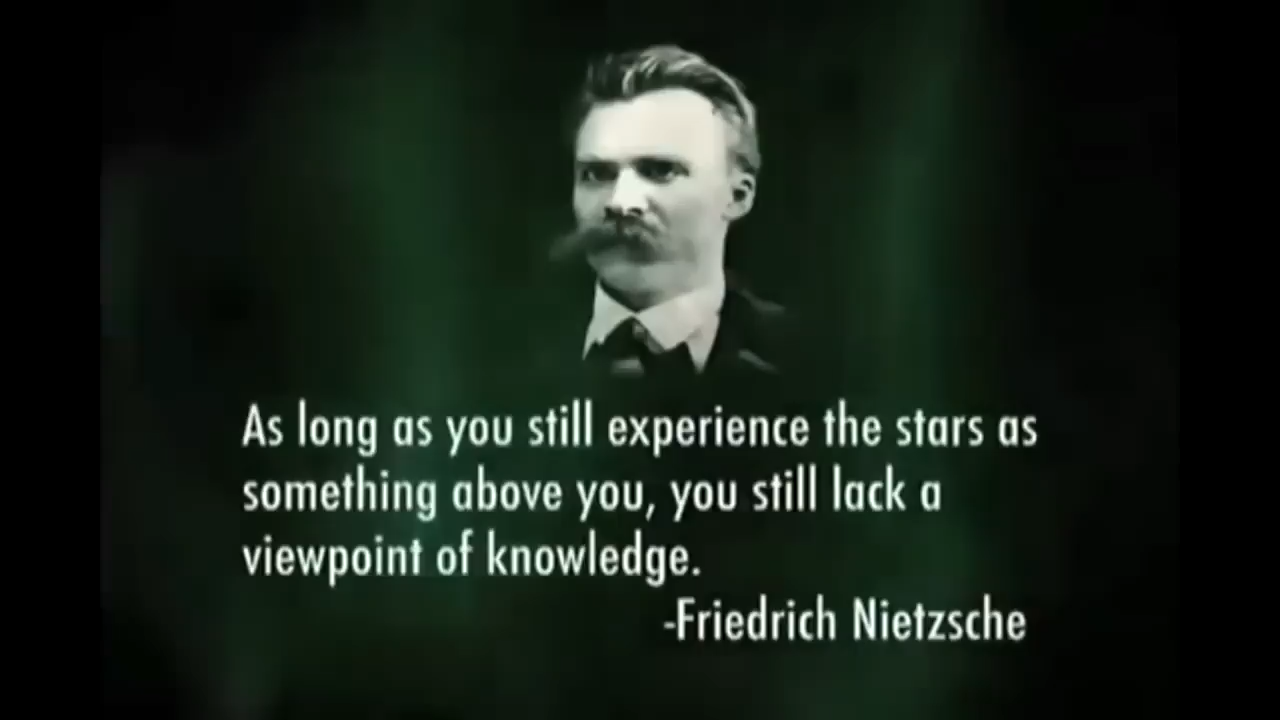 As long as you still experience the stars as
something above you, you still lack a
viewpoint of knowledge.
-Friedrich Nietzsche